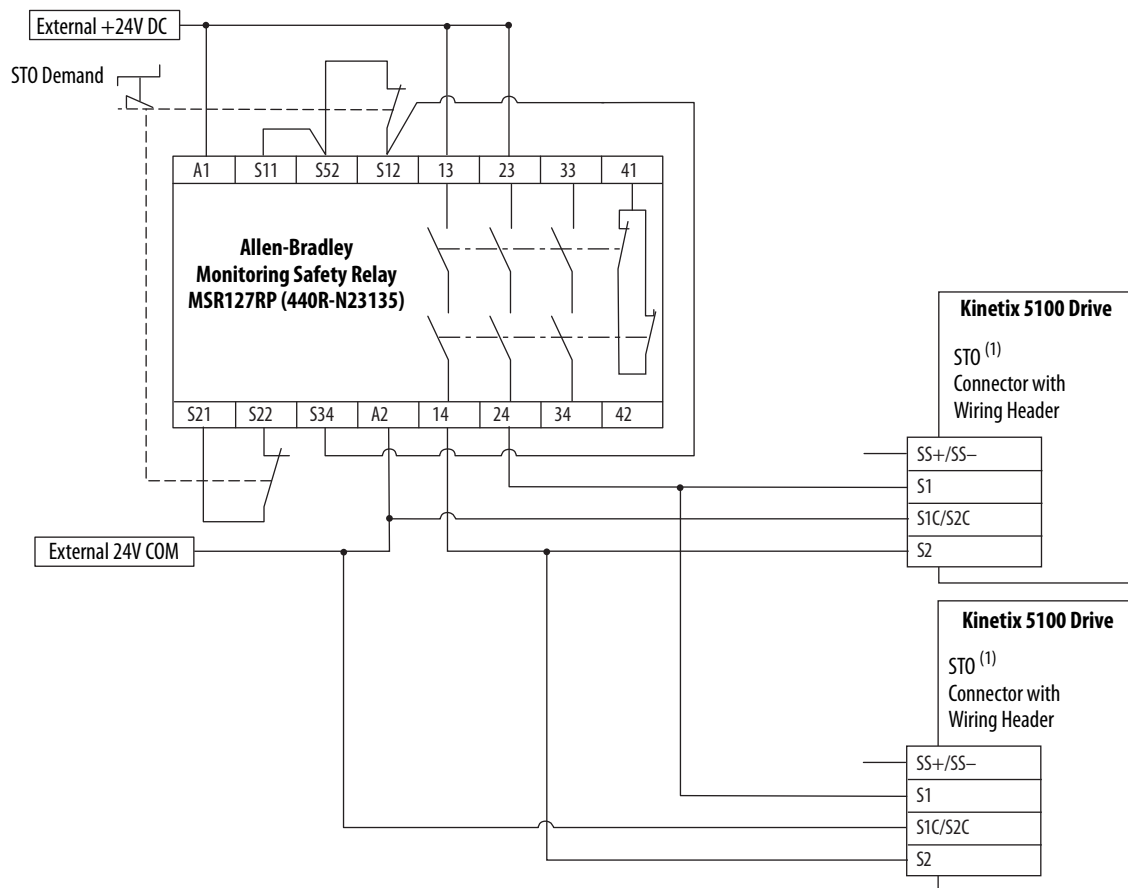 External +24V DC
STO Demand
A1 S11 S52 S12 13 23 33 41
Allen-Bradley
Monitoring Safety Relay
MSR127RP (440R-N23135)
S21 S22 S34 A2 14 24 34 42
External 24V COM
Kinetix 5100 Drive
STO (1)
Connector with
Wiring Header
SS+/SS–
S1
S1C/S2C
S2
Kinetix 5100 Drive
STO (1)
Connector with
Wiring Header
SS+/SS–
S1
S1C/S2C
S2